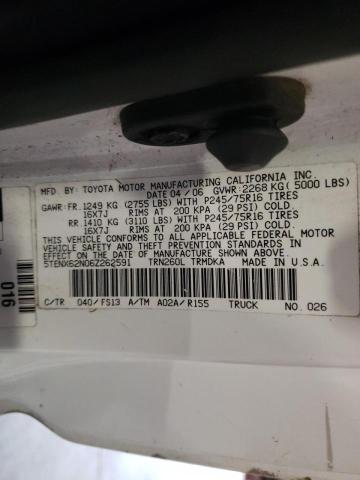 MFD. BY: TOYOTA MOTOR MANUFACTURING CALIFORNIA INC.
DATE 04/06 GVWR: 2268 KG( 5000 LBS)
GAWR: FR. 1249 KG (2755 LBS) WITH P245/75R16 TIRES
16X7J RIMS AT 200 KPA (29 PSI) COLD.
RR. 1410 KG (3110 LBS) WITH P245/75R16 TIRES
16X7J RIMS AT 200 KPA (29 PSI) COLD.
THIS VEHICLE CONFORMS TO ALL APPLICABLE FEDERAL MOTOR
VEHICLE SAFETY AND THEFT PREVENTION STANDARDS IN
EFFECT ON THE DATE OF MANUFACTURE SHOWN ABOVE.
5TENX62N06Z262591 TRN260L TRMDKA MADE IN U.S.A.
C/TR 040/FS13 A/TM A02A/R155 TRUCK NO. 026
016